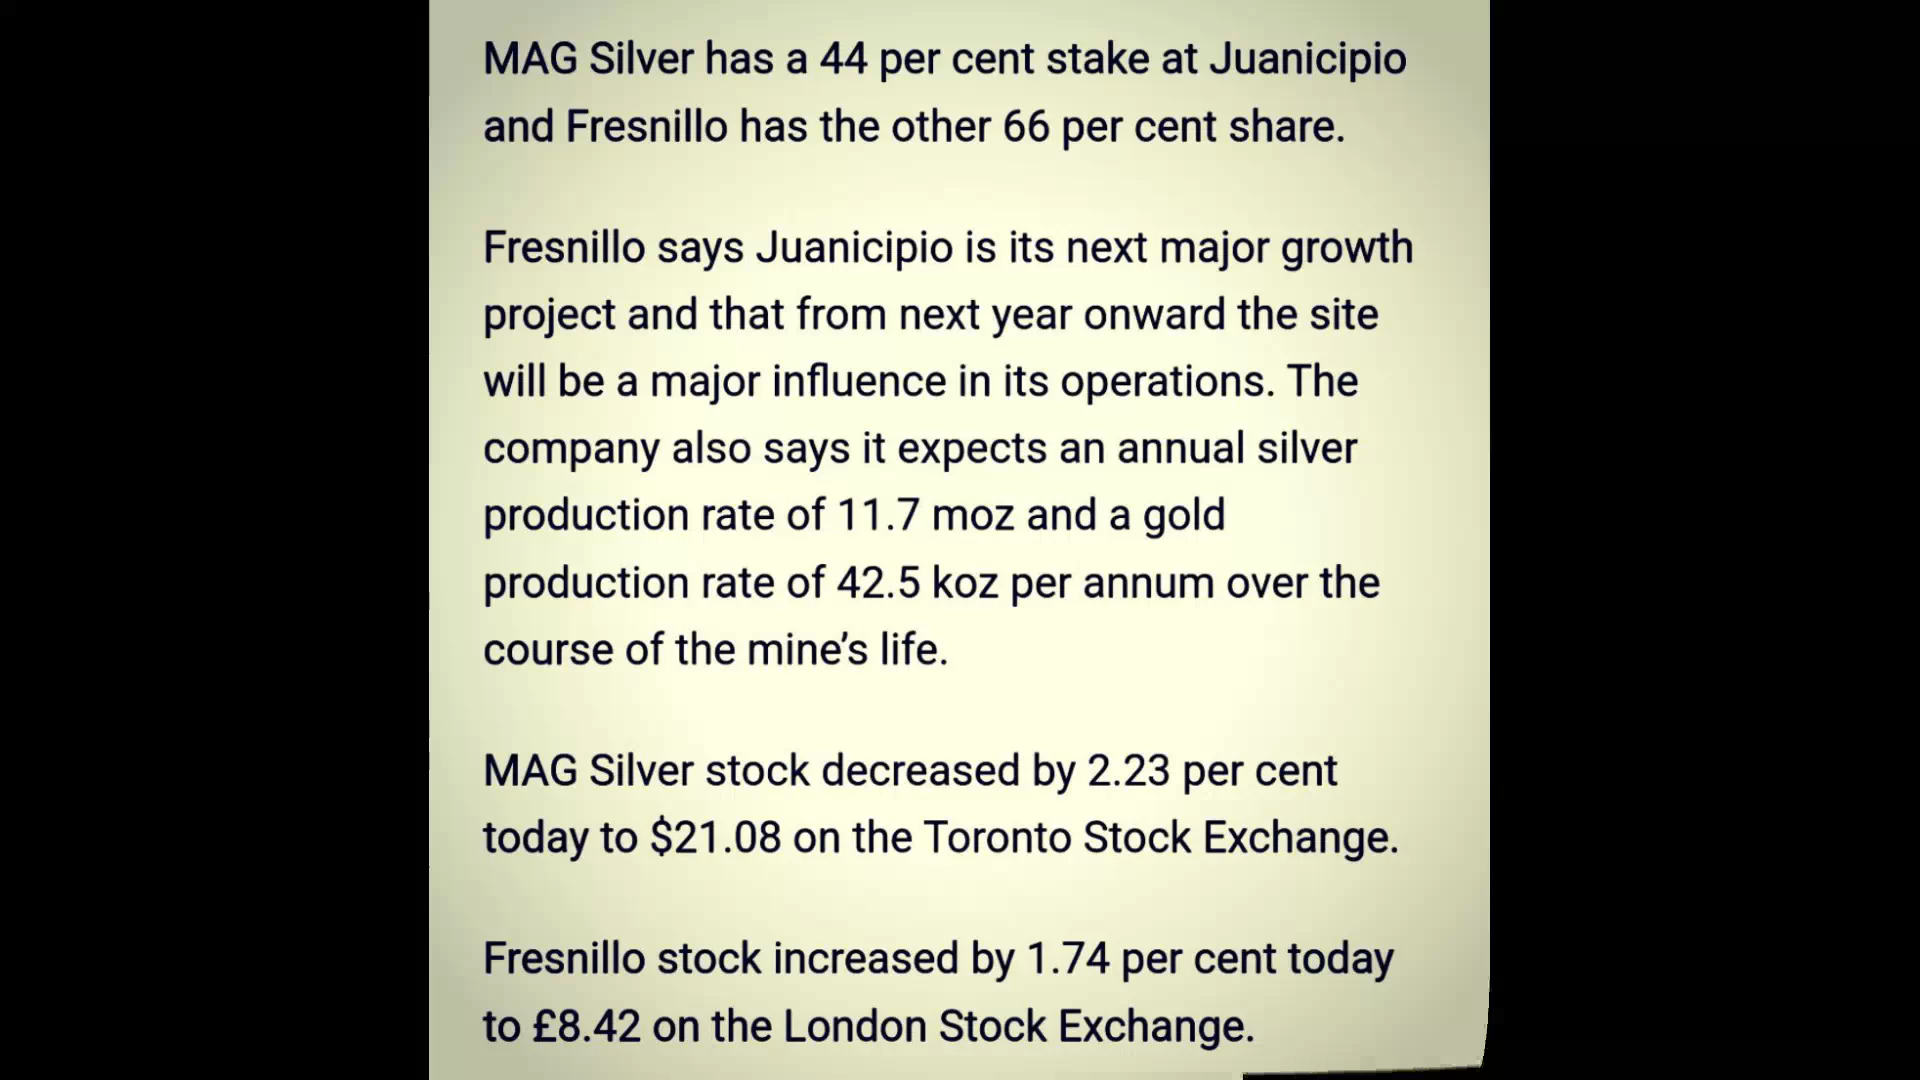 MAG Silver has a 44 per cent stake at Juanicipio
and Fresnillo has the other 66 per cent share.
Fresnillo says Juanicipio is its next major growth
project and that from next year onward the site
will be a major influence in its operations. The
company also says it expects an annual silver
production rate of 11.7 moz and a gold
production rate of 42.5 koz per annum over the
course of the mine’s life.
MAG Silver stock decreased by 2.23 per cent
today to $21.08 on the Toronto Stock Exchange.
Fresnillo stock increased by 1.74 per cent today
to £8.42 on the London Stock Exchange.